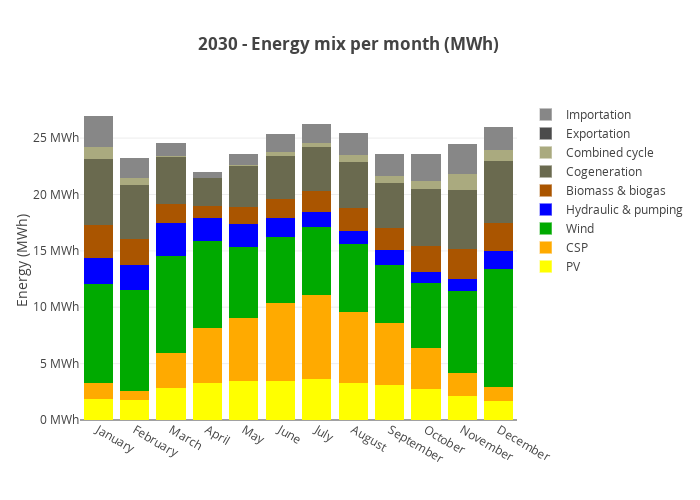 2030 - Energy mix per month (MWh)
Energy (MWh)
25 MWh
20 MWh
15 MWh
10 MWh
5 MWh
0 MWh
January
February
March
April
May
June
July
August
September
October
November
December
Importation
Exportation
Combined cycle
Cogeneration
Biomass & biogas
Hydraulic & pumping
Wind
CSP
PV